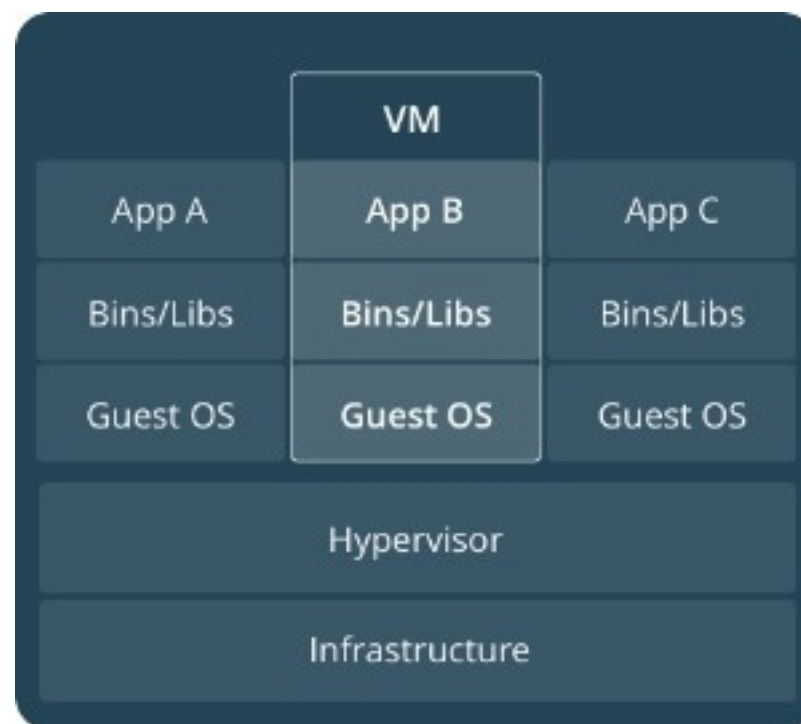 VM
App A App B App C
Bins/Libs Bins/Libs Bins/Libs
Guest OS Guest OS Guest OS
Hypervisor
Infrastructure